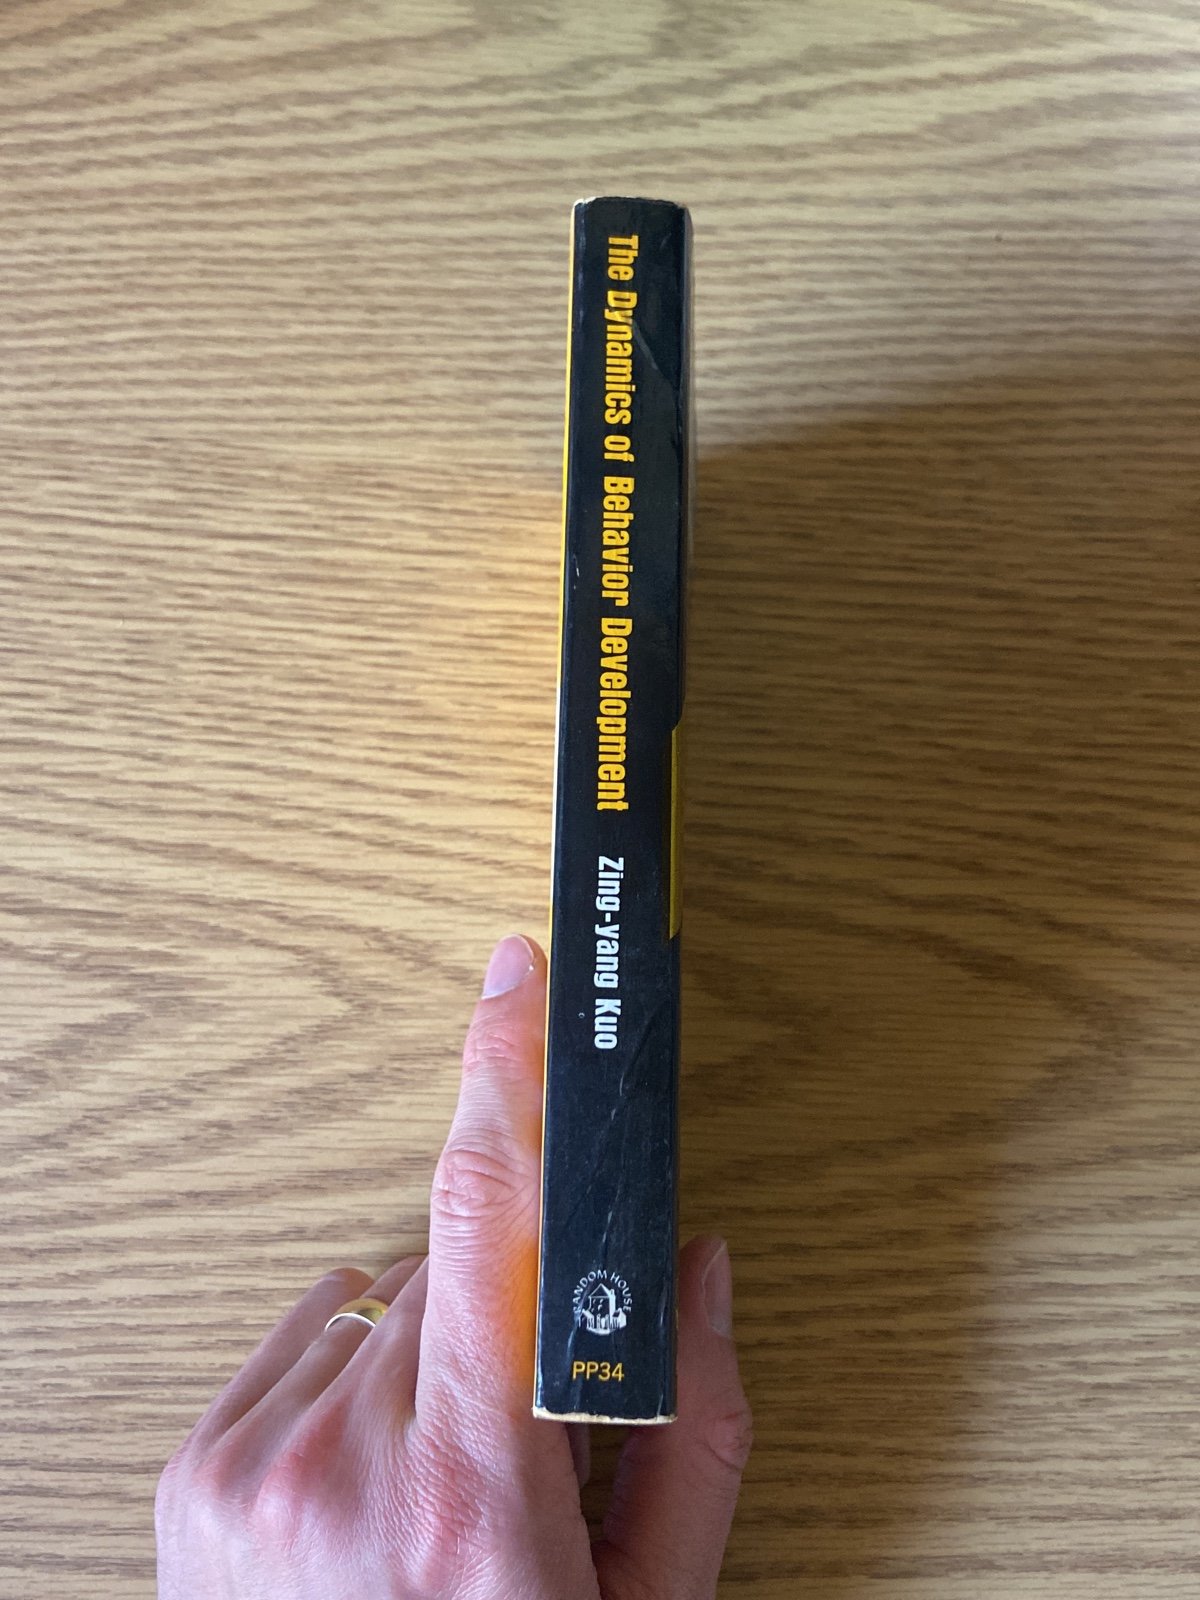 The Dynamics of Behavior Development
Zing-yang Kuo
RANDOM HOUSE
PP34